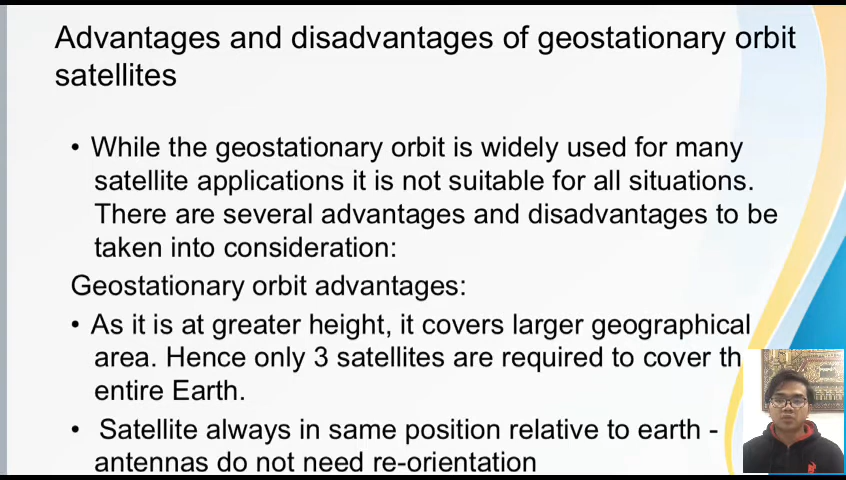 Advantages and disadvantages of geostationary orbit
satellites
• While the geostationary orbit is widely used for many
satellite applications it is not suitable for all situations.
There are several advantages and disadvantages to be
taken into consideration:
Geostationary orbit advantages:
• As it is at greater height, it covers larger geographical
area. Hence only 3 satellites are required to cover th
entire Earth.
• Satellite always in same position relative to earth -
antennas do not need re-orientation